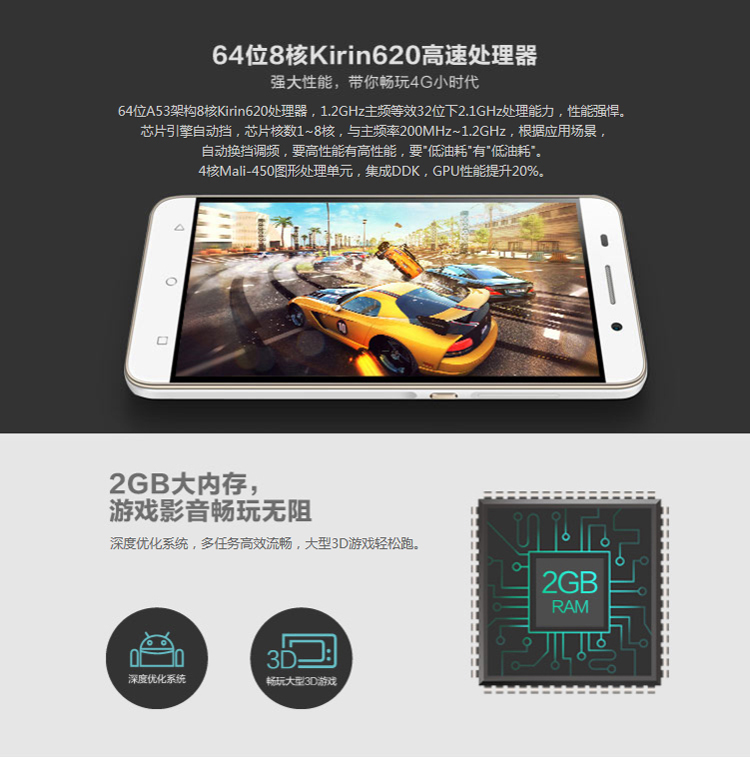 64位8核Kirin620高速处理器
强大性能，带你畅玩4G小时代
64位A53架构8核Kirin620处理器，1.2GHz主频等效32位下2.1GHz处理能力，性能强悍。
芯片引擎自动挡，芯片核数1~8核，与主频率200MHz~1.2GHz，根据应用场景，
自动换挡调频，要高性能有高性能，要"低油耗"有"低油耗"。
4核Mali-450图形处理单元，集成DDK，GPU性能提升20%。
2GB大内存，
游戏影音畅玩无阻
深度优化系统，多任务高效流畅，大型3D游戏轻松跑。
2GB
RAM
深度优化系统
3D
畅玩大型3D游戏